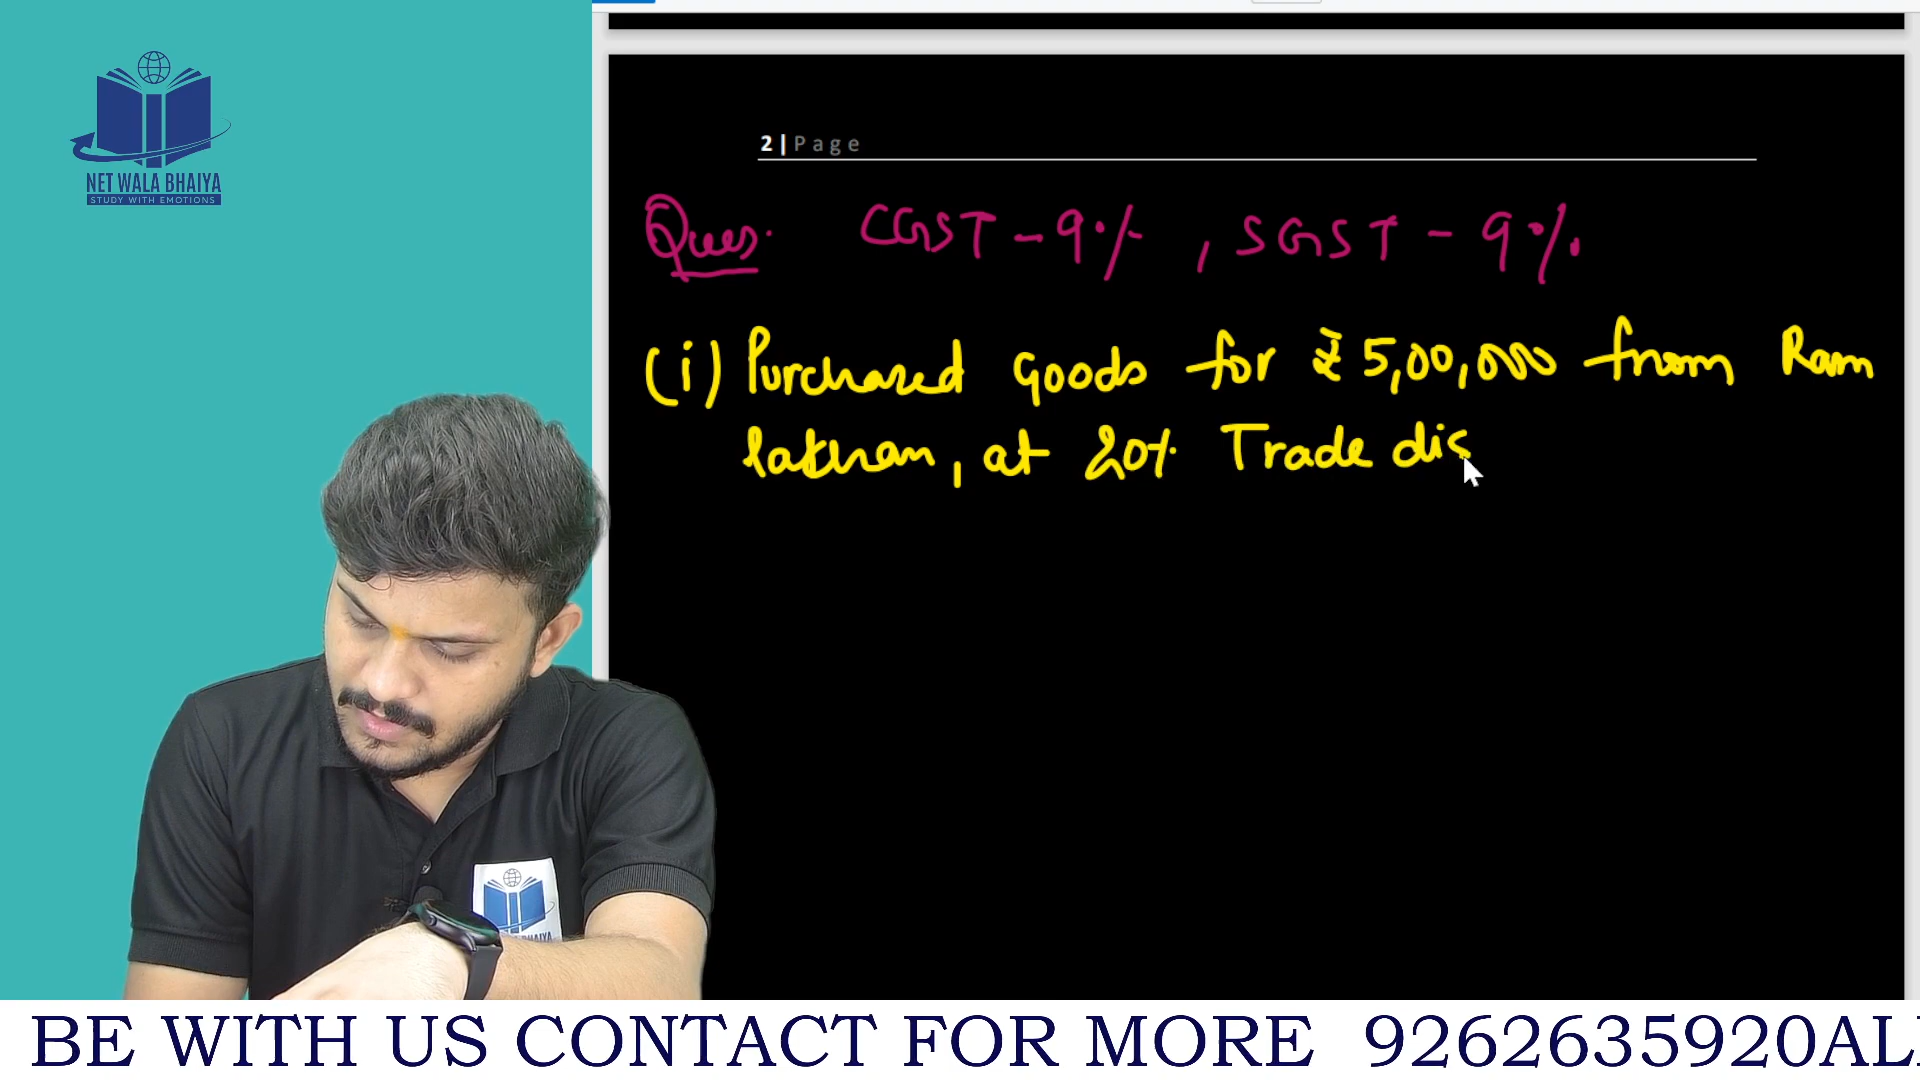 NET WALA BHAIYA
STUDY WITH EMOTIONS
2 | Page
Ques. CGST - 9% , SGST - 9%
(i) Purchased Goods for ₹ 5,00,000 from Ram
lakhan, at 20% Trade dis
BE WITH US CONTACT FOR MORE 9262635920AL